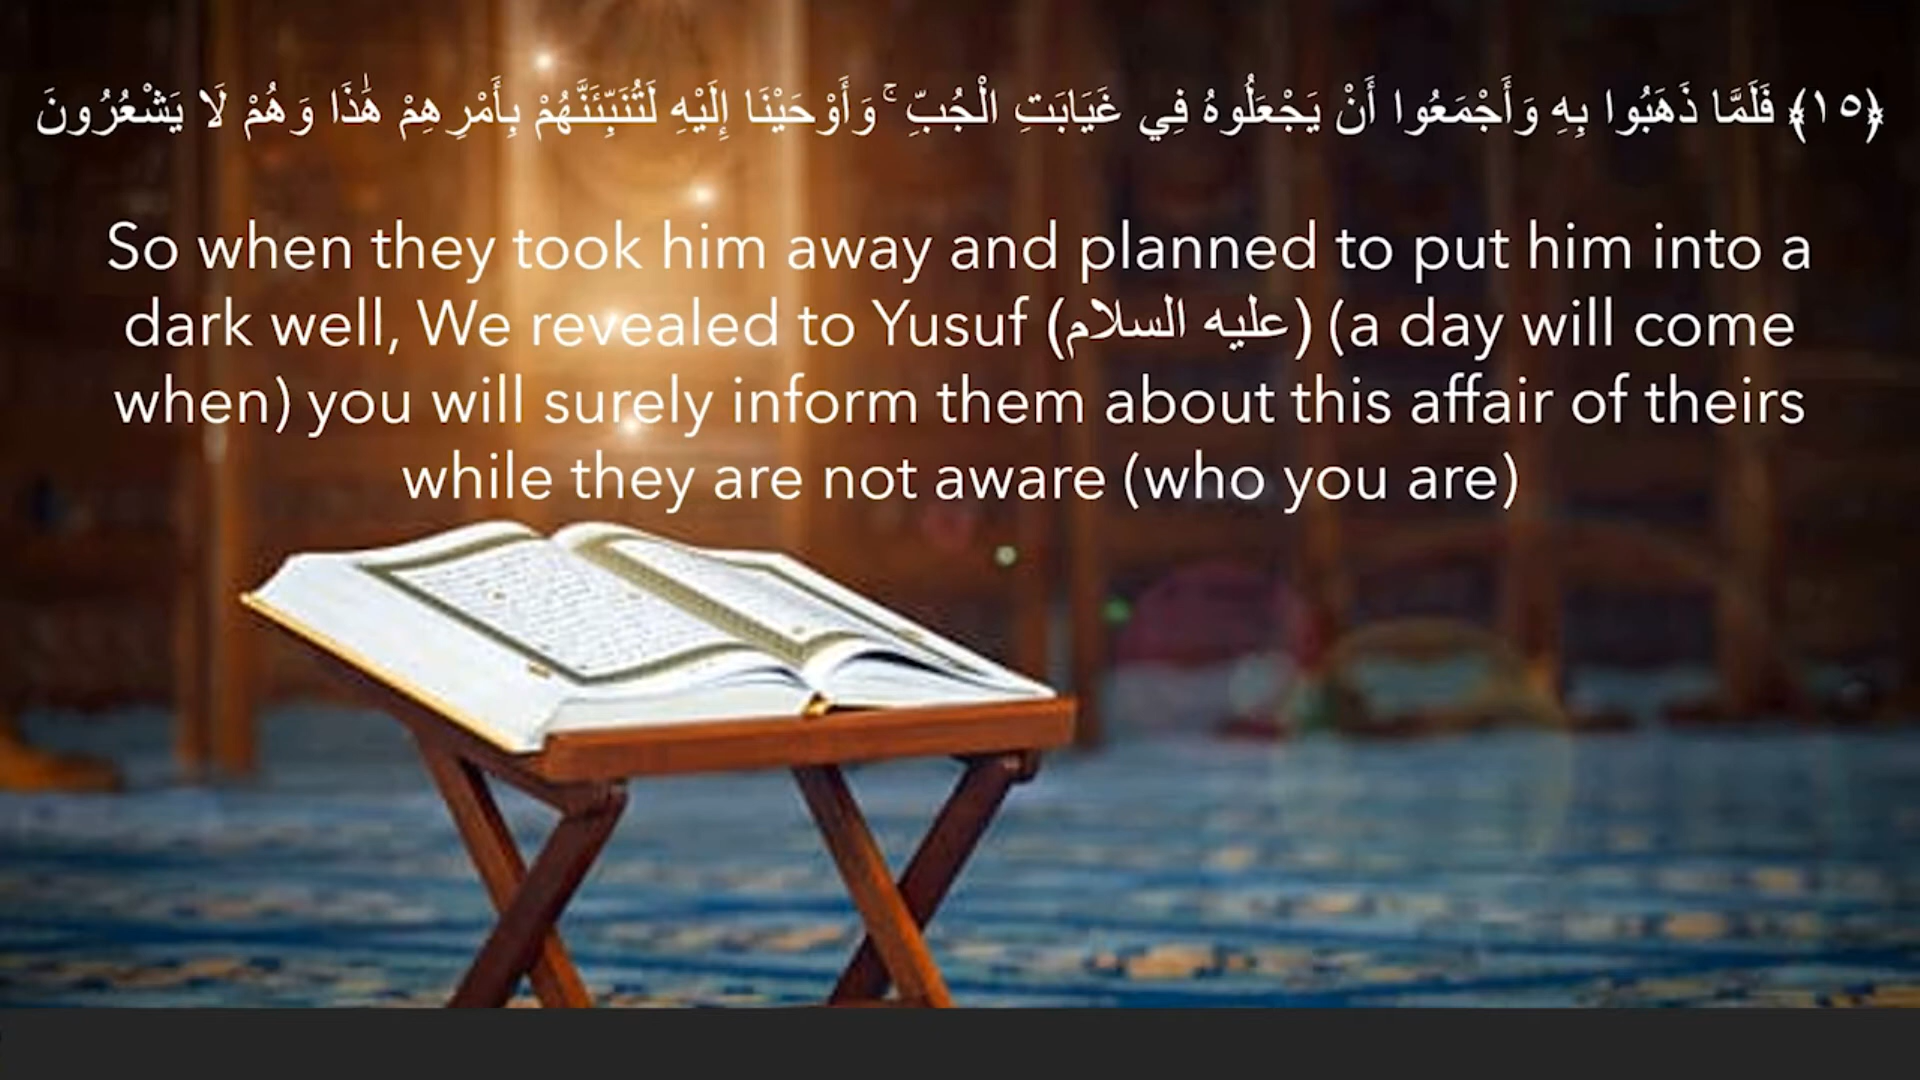 ﴿١٥﴾ فَلَمَّا ذَهَبُوا بِهِ وَأَجْمَعُوا أَنْ يَجْعَلُوهُ فِي غَيَابَتِ الْجُبِّ ۚ وَأَوْحَيْنَا إِلَيْهِ لَتُنَبِّئَنَّهُمْ بِأَمْرِهِمْ هَٰذَا وَهُمْ لَا يَشْعُرُونَ
So when they took him away and planned to put him into a
dark well, We revealed to Yusuf (عليه السلام) (a day will come
when) you will surely inform them about this affair of theirs
while they are not aware (who you are)